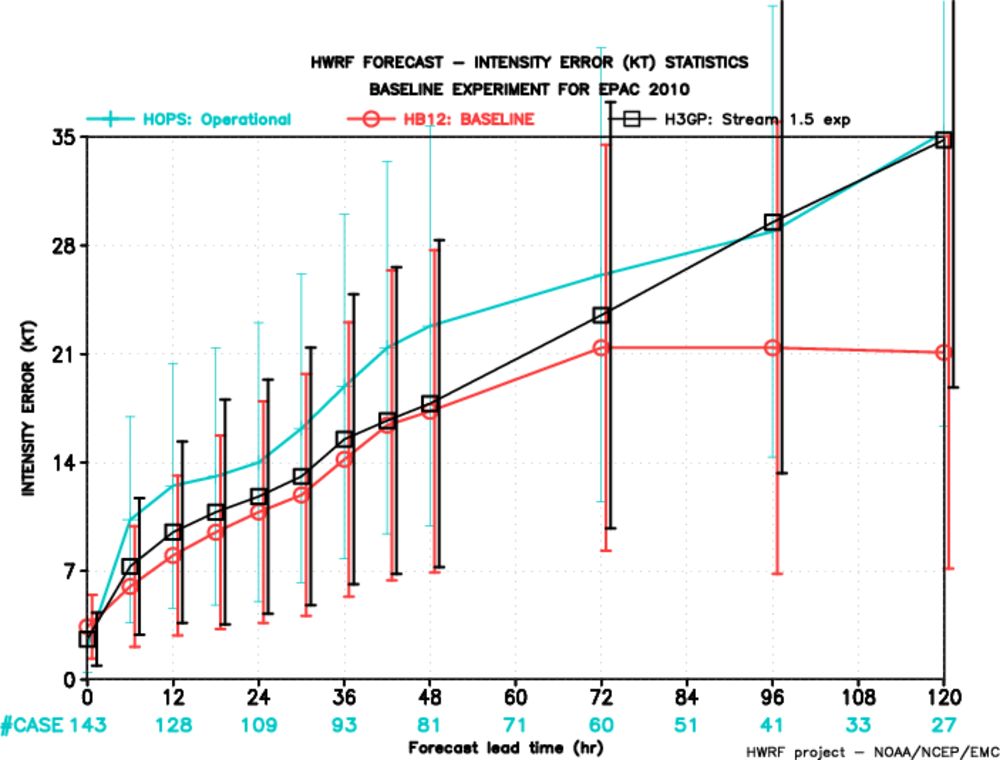 HWRF FORECAST – INTENSITY ERROR (KT) STATISTICS
BASELINE EXPERIMENT FOR EPAC 2010
HOPS: Operational HB12: BASELINE H3GP: Stream 1.5 exp
35
28
21
14
7
0
INTENSITY ERROR (KT)
0 12 24 36 48 60 72 84 96 108 120
#CASE 143 128 109 93 81 71 60 51 41 33 27
Forecast lead time (hr)
HWRF project – NOAA/NCEP/EMC